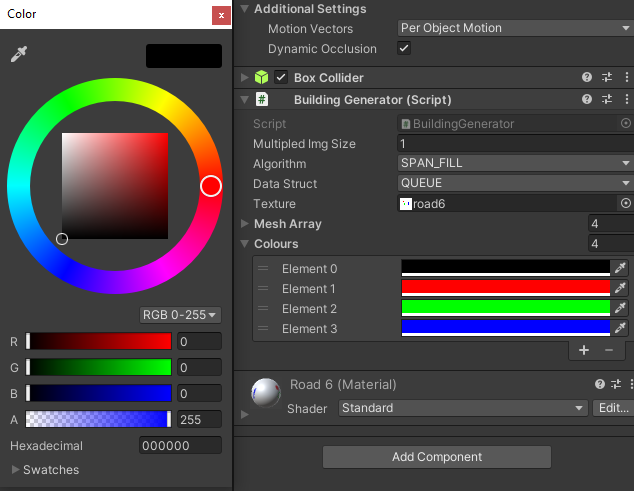 Color
x
RGB 0-255
R
0
G
0
B
0
A
255
Hexadecimal
000000
Swatches
Additional Settings
Motion Vectors
Per Object Motion
Dynamic Occlusion
Box Collider
#
Building Generator (Script)
Script
# BuildingGenerator
Multipled Img Size
1
Algorithm
SPAN_FILL
Data Struct
QUEUE
Texture
road6
Mesh Array
4
Colours
4
Element 0
Element 1
Element 2
Element 3
+ −
Road 6 (Material)
Shader
Standard
Edit...
Add Component